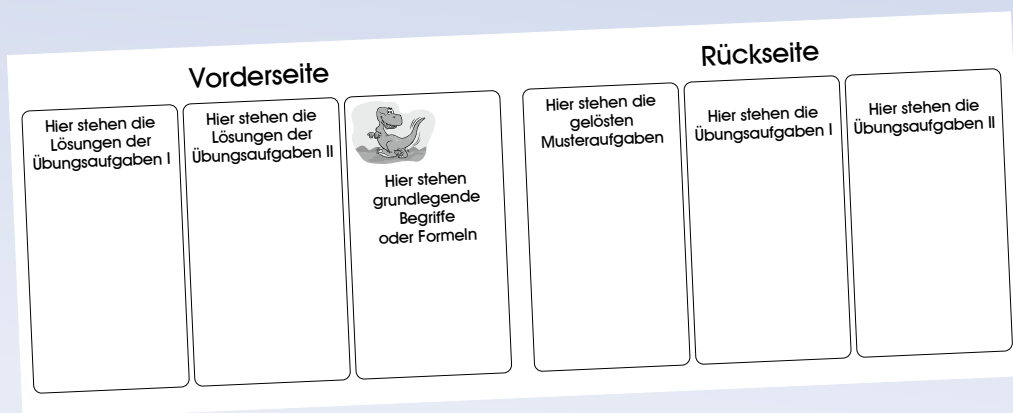 Vorderseite
Hier stehen die
Lösungen der
Übungsaufgaben I
Hier stehen die
Lösungen der
Übungsaufgaben II
Hier stehen
grundlegende
Begriffe
oder Formeln
Rückseite
Hier stehen die
gelösten
Musteraufgaben
Hier stehen die
Übungsaufgaben I
Hier stehen die
Übungsaufgaben II